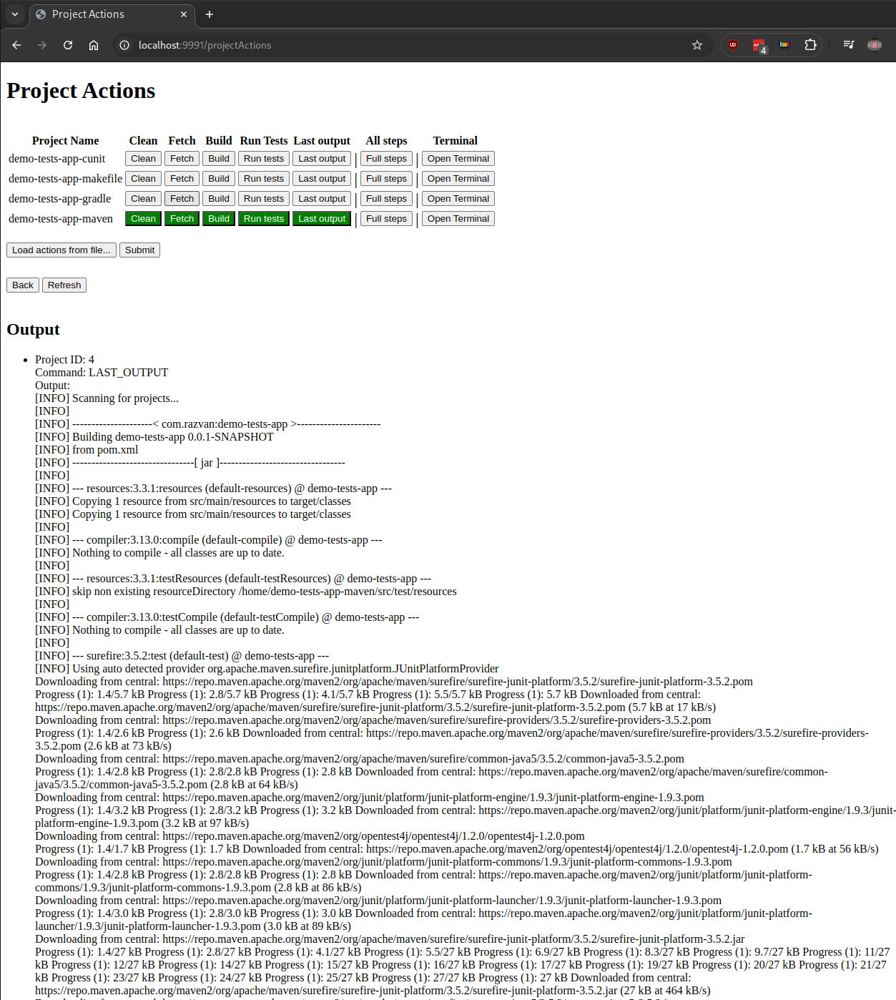 Project Actions
localhost:9991/projectActions
4
Project Actions
Project Name Clean Fetch Build Run Tests Last output All steps Terminal
demo-tests-app-cunit Clean Fetch Build Run tests Last output | Full steps | Open Terminal
demo-tests-app-makefile Clean Fetch Build Run tests Last output | Full steps | Open Terminal
demo-tests-app-gradle Clean Fetch Build Run tests Last output | Full steps | Open Terminal
demo-tests-app-maven Clean Fetch Build Run tests Last output | Full steps | Open Terminal
Load actions from file... Submit
Back Refresh
Output
• Project ID: 4
Command: LAST_OUTPUT
Output:
[INFO] Scanning for projects...
[INFO]
[INFO] ---------------------< com.razvan:demo-tests-app >----------------------
[INFO] Building demo-tests-app 0.0.1-SNAPSHOT
[INFO] from pom.xml
[INFO] --------------------------------[ jar ]---------------------------------
[INFO]
[INFO] --- resources:3.3.1:resources (default-resources) @ demo-tests-app ---
[INFO] Copying 1 resource from src/main/resources to target/classes
[INFO] Copying 1 resource from src/main/resources to target/classes
[INFO]
[INFO] --- compiler:3.13.0:compile (default-compile) @ demo-tests-app ---
[INFO] Nothing to compile - all classes are up to date.
[INFO]
[INFO] --- resources:3.3.1:testResources (default-testResources) @ demo-tests-app ---
[INFO] skip non existing resourceDirectory /home/demo-tests-app-maven/src/test/resources
[INFO]
[INFO] --- compiler:3.13.0:testCompile (default-testCompile) @ demo-tests-app ---
[INFO] Nothing to compile - all classes are up to date.
[INFO]
[INFO] --- surefire:3.5.2:test (default-test) @ demo-tests-app ---
[INFO] Using auto detected provider org.apache.maven.surefire.junitplatform.JUnitPlatformProvider
Downloading from central: https://repo.maven.apache.org/maven2/org/apache/maven/surefire/surefire-junit-platform/3.5.2/surefire-junit-platform-3.5.2.pom
Progress (1): 1.4/5.7 kB Progress (1): 2.8/5.7 kB Progress (1): 4.1/5.7 kB Progress (1): 5.5/5.7 kB Progress (1): 5.7 kB Downloaded from central:
https://repo.maven.apache.org/maven2/org/apache/maven/surefire/surefire-junit-platform/3.5.2/surefire-junit-platform-3.5.2.pom (5.7 kB at 17 kB/s)
Downloading from central: https://repo.maven.apache.org/maven2/org/apache/maven/surefire/surefire-providers/3.5.2/surefire-providers-3.5.2.pom
Progress (1): 1.4/2.6 kB Progress (1): 2.6 kB Downloaded from central: https://repo.maven.apache.org/maven2/org/apache/maven/surefire/surefire-providers/3.5.2/surefire-providers-
3.5.2.pom (2.6 kB at 73 kB/s)
Downloading from central: https://repo.maven.apache.org/maven2/org/apache/maven/surefire/common-java5/3.5.2/common-java5-3.5.2.pom
Progress (1): 1.4/2.8 kB Progress (1): 2.8/2.8 kB Progress (1): 2.8 kB Downloaded from central: https://repo.maven.apache.org/maven2/org/apache/maven/surefire/common-
java5/3.5.2/common-java5-3.5.2.pom (2.8 kB at 64 kB/s)
Downloading from central: https://repo.maven.apache.org/maven2/org/junit/platform/junit-platform-engine/1.9.3/junit-platform-engine-1.9.3.pom
Progress (1): 1.4/3.2 kB Progress (1): 2.8/3.2 kB Progress (1): 3.2 kB Downloaded from central: https://repo.maven.apache.org/maven2/org/junit/platform/junit-platform-engine/1.9.3/junit-
platform-engine-1.9.3.pom (3.2 kB at 97 kB/s)
Downloading from central: https://repo.maven.apache.org/maven2/org/opentest4j/opentest4j/1.2.0/opentest4j-1.2.0.pom
Progress (1): 1.4/1.7 kB Progress (1): 1.7 kB Downloaded from central: https://repo.maven.apache.org/maven2/org/opentest4j/opentest4j/1.2.0/opentest4j-1.2.0.pom (1.7 kB at 56 kB/s)
Downloading from central: https://repo.maven.apache.org/maven2/org/junit/platform/junit-platform-commons/1.9.3/junit-platform-commons-1.9.3.pom
Progress (1): 1.4/2.8 kB Progress (1): 2.8/2.8 kB Progress (1): 2.8 kB Downloaded from central: https://repo.maven.apache.org/maven2/org/junit/platform/junit-platform-
commons/1.9.3/junit-platform-commons-1.9.3.pom (2.8 kB at 86 kB/s)
Downloading from central: https://repo.maven.apache.org/maven2/org/junit/platform/junit-platform-launcher/1.9.3/junit-platform-launcher-1.9.3.pom
Progress (1): 1.4/3.0 kB Progress (1): 2.8/3.0 kB Progress (1): 3.0 kB Downloaded from central: https://repo.maven.apache.org/maven2/org/junit/platform/junit-platform-
launcher/1.9.3/junit-platform-launcher-1.9.3.pom (3.0 kB at 89 kB/s)
Downloading from central: https://repo.maven.apache.org/maven2/org/apache/maven/surefire/surefire-junit-platform/3.5.2/surefire-junit-platform-3.5.2.jar
Progress (1): 1.4/27 kB Progress (1): 2.8/27 kB Progress (1): 4.1/27 kB Progress (1): 5.5/27 kB Progress (1): 6.9/27 kB Progress (1): 8.3/27 kB Progress (1): 9.7/27 kB Progress (1): 11/27
kB Progress (1): 12/27 kB Progress (1): 14/27 kB Progress (1): 15/27 kB Progress (1): 16/27 kB Progress (1): 17/27 kB Progress (1): 19/27 kB Progress (1): 20/27 kB Progress (1): 21/27
kB Progress (1): 23/27 kB Progress (1): 24/27 kB Progress (1): 25/27 kB Progress (1): 27/27 kB Progress (1): 27 kB Downloaded from central:
https://repo.maven.apache.org/maven2/org/apache/maven/surefire/surefire-junit-platform/3.5.2/surefire-junit-platform-3.5.2.jar (27 kB at 464 kB/s)